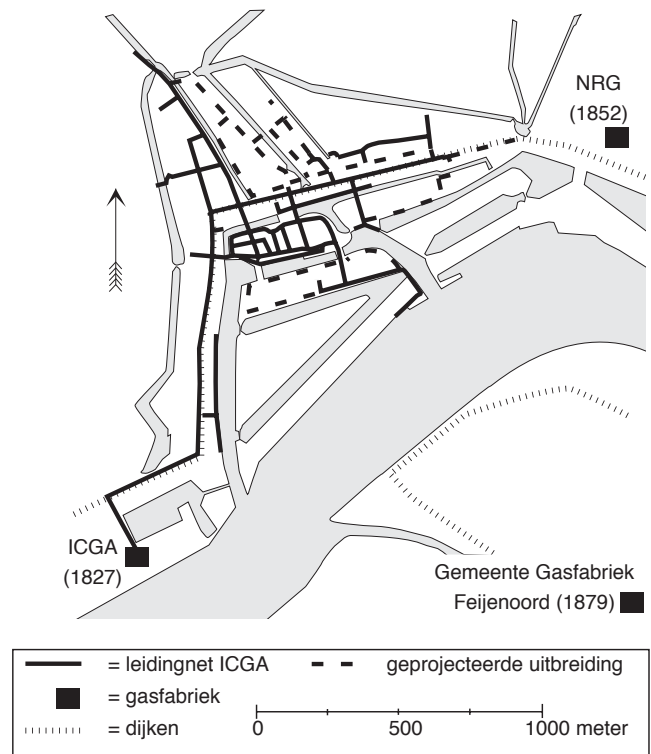 NRG
(1852)
ICGA
(1827)
Gemeente Gasfabriek
Feijenoord (1879)
= leidingnet ICGA
geprojecteerde uitbreiding
= gasfabriek
= dijken
0 500 1000 meter